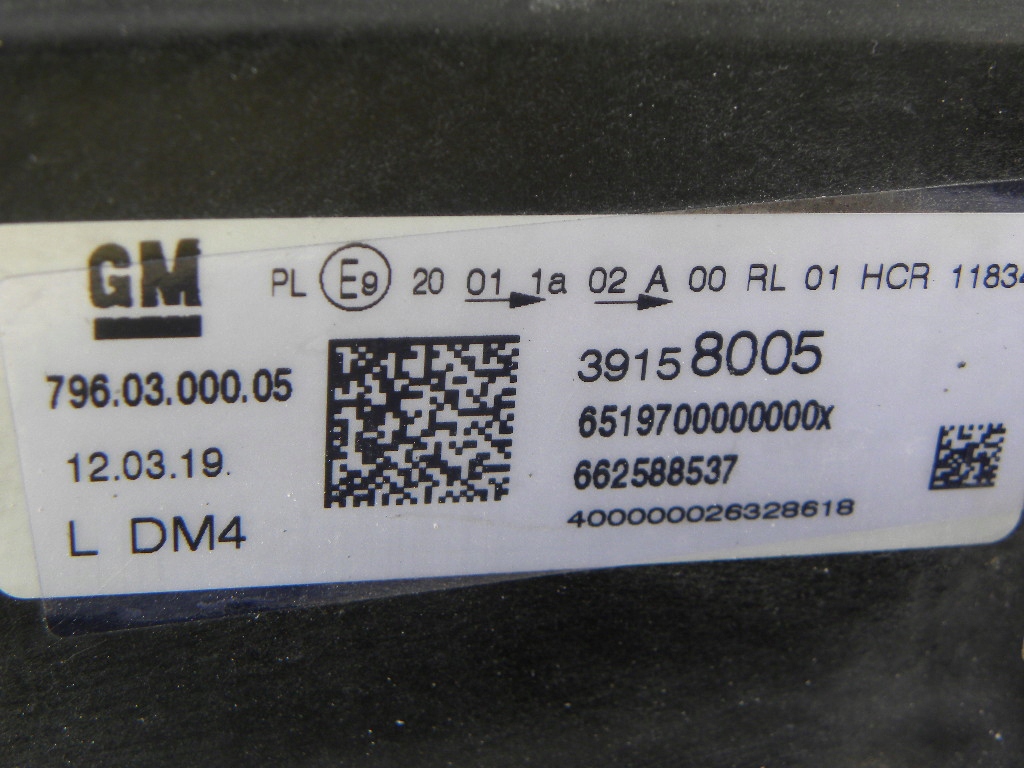 GM
PL E9 20 01 1a 02 A 00 RL 01 HCR 11834
796.03.000.05
39158005
6519700000000x
12.03.19.
662588537
400000026328618
L DM4